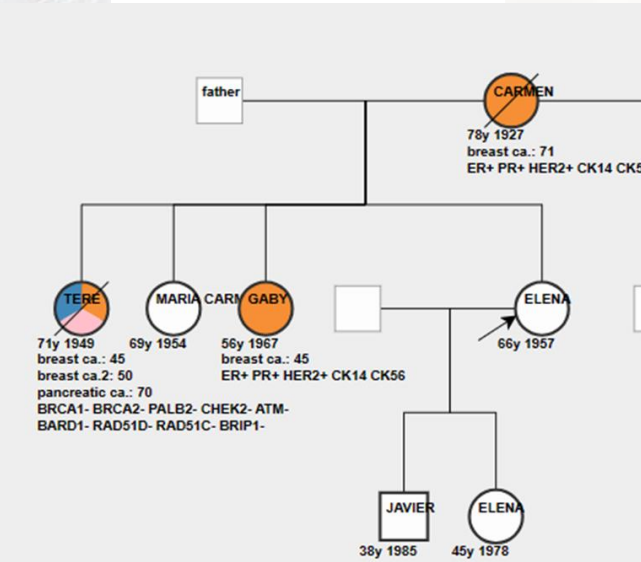 father
CARMEN
78y 1927
breast ca.: 71
ER+ PR+ HER2+ CK14
TERE
MARIA CARM
GABY
ELENA
71y 1949
breast ca.: 45
breast ca.2: 50
pancreatic ca.: 70
BRCA1- BRCA2- PALB2- CHEK2- ATM-
BARD1- RAD51D- RAD51C- BRIP1-
69y 1954
56y 1967
breast ca.: 45
ER+ PR+ HER2+ CK14 CK56
66y 1957
JAVIER
ELENA
38y 1985
45y 1978